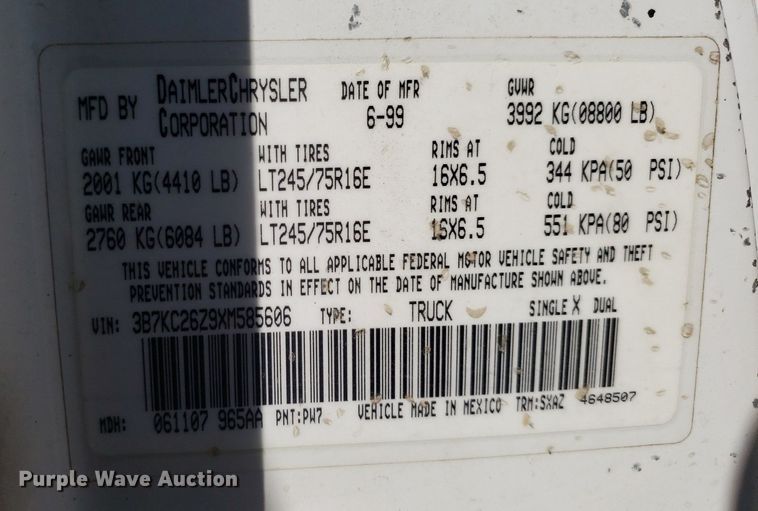 MFD BY DAIMLERCHRYSLER CORPORATION DATE OF MFR 6-99 GVWR 3992 KG(08800 LB)
GAWR FRONT WITH TIRES RIMS AT COLD
2001 KG(4410 LB) LT245/75R16E 16X6.5 344 KPA(50 PSI)
GAWR REAR WITH TIRES RIMS AT COLD
2760 KG(6084 LB) LT245/75R16E 16X6.5 551 KPA(80 PSI)
THIS VEHICLE CONFORMS TO ALL APPLICABLE FEDERAL MOTOR VEHICLE SAFETY AND THEFT
PREVENTION STANDARDS IN EFFECT ON THE DATE OF MANUFACTURE SHOWN ABOVE.
VIN: 3B7KC26Z9XM585606 TYPE: TRUCK SINGLE X DUAL
MDH: 061107 965AA PNT:PW7 VEHICLE MADE IN MEXICO TRM:SXAZ 4648507
Purple Wave Auction